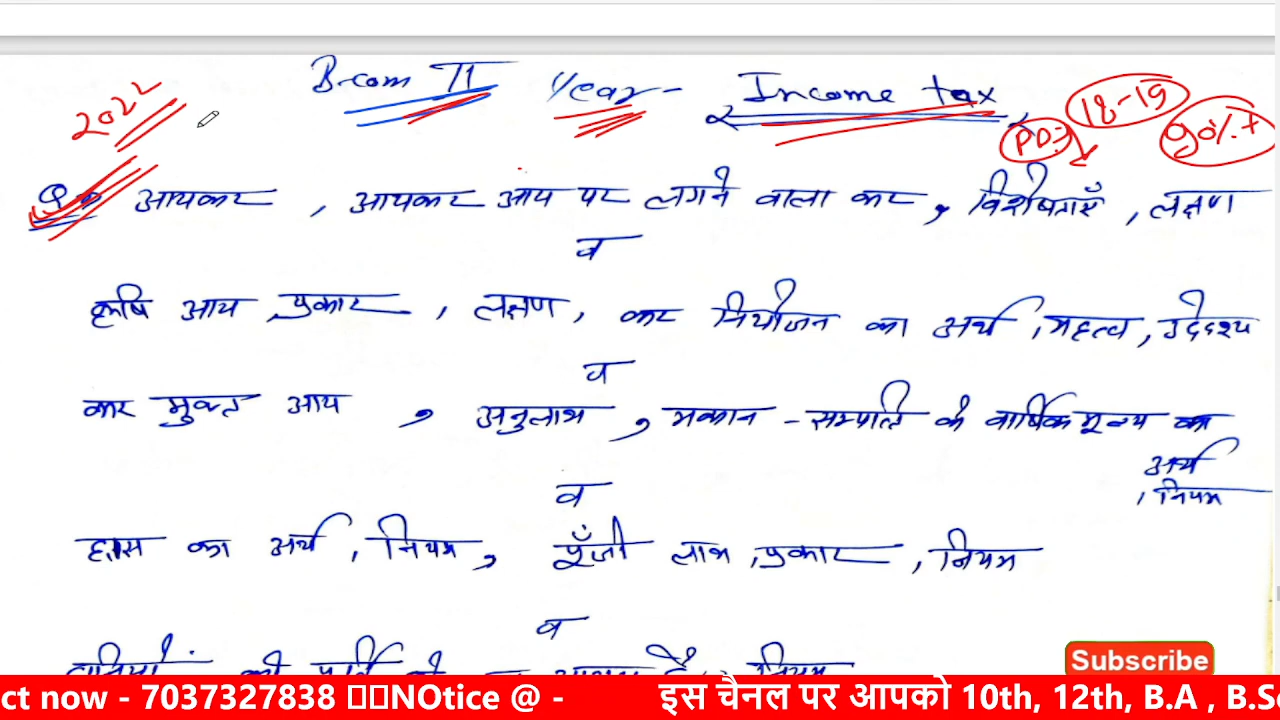 B.com II Year - Income tax
2022
18-19
PD:
90%+
Q आयकर, आयकर आय पर लगने वाला कर, विशेषताएँ, लक्षण
व
कृषि आय प्रकार, लक्षण, कर नियोजन का अर्थ, महत्व, उद्देश्य
व
कर मुक्त आय, अनुलाभ, मकान - सम्पत्ति के वार्षिक मूल्य का
अर्थ
, नियम
व
ह्रास का अर्थ, नियम, पूँजी लाभ, प्रकार, नियम
व
हानियों की पूर्ति
नियम
Subscribe
ct now - 7037327838 NOtice @ - इस चैनल पर आपको 10th, 12th, B.A , B.Sc